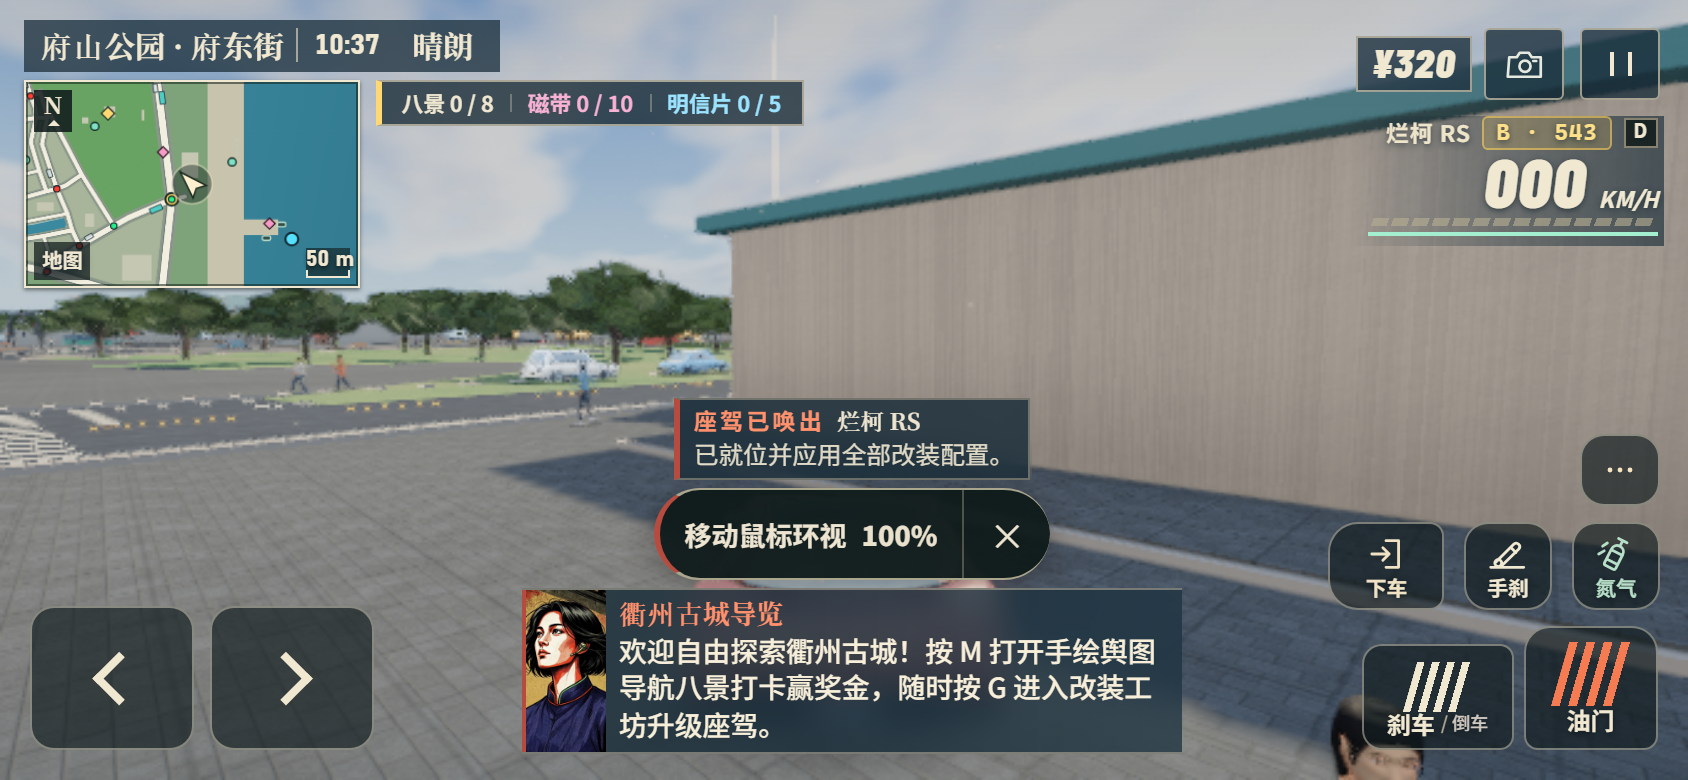 府山公园 · 府东街 | 10:37 晴朗
N
地图
50 m
八景 0 / 8 | 磁带 0 / 10 | 明信片 0 / 5
¥320
烂柯 RS B · 543 D
000 KM/H
座驾已唤出 烂柯 RS
已就位并应用全部改装配置。
移动鼠标环视 100%
衢州古城导览
欢迎自由探索衢州古城！按 M 打开手绘舆图
导航八景打卡赢奖金，随时按 G 进入改装工
坊升级座驾。
下车
手刹
氮气
刹车 / 倒车
油门